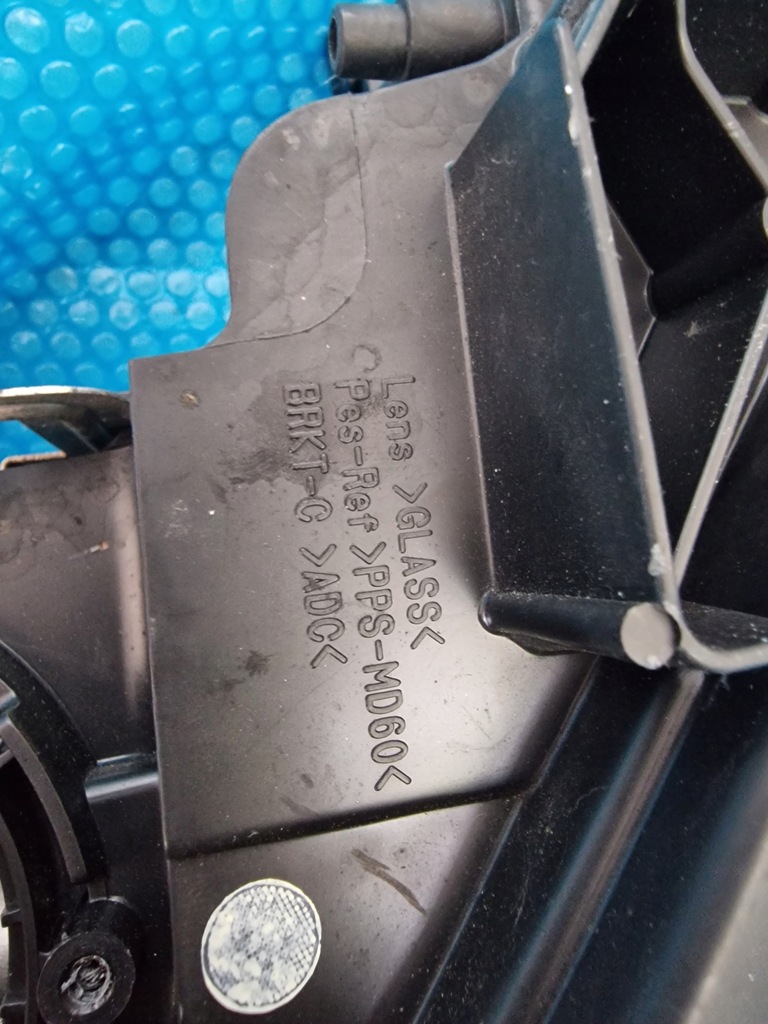 Lens >GLASS<
Pes-Ref >PPS-MD60<
BRKT-C >ADC<